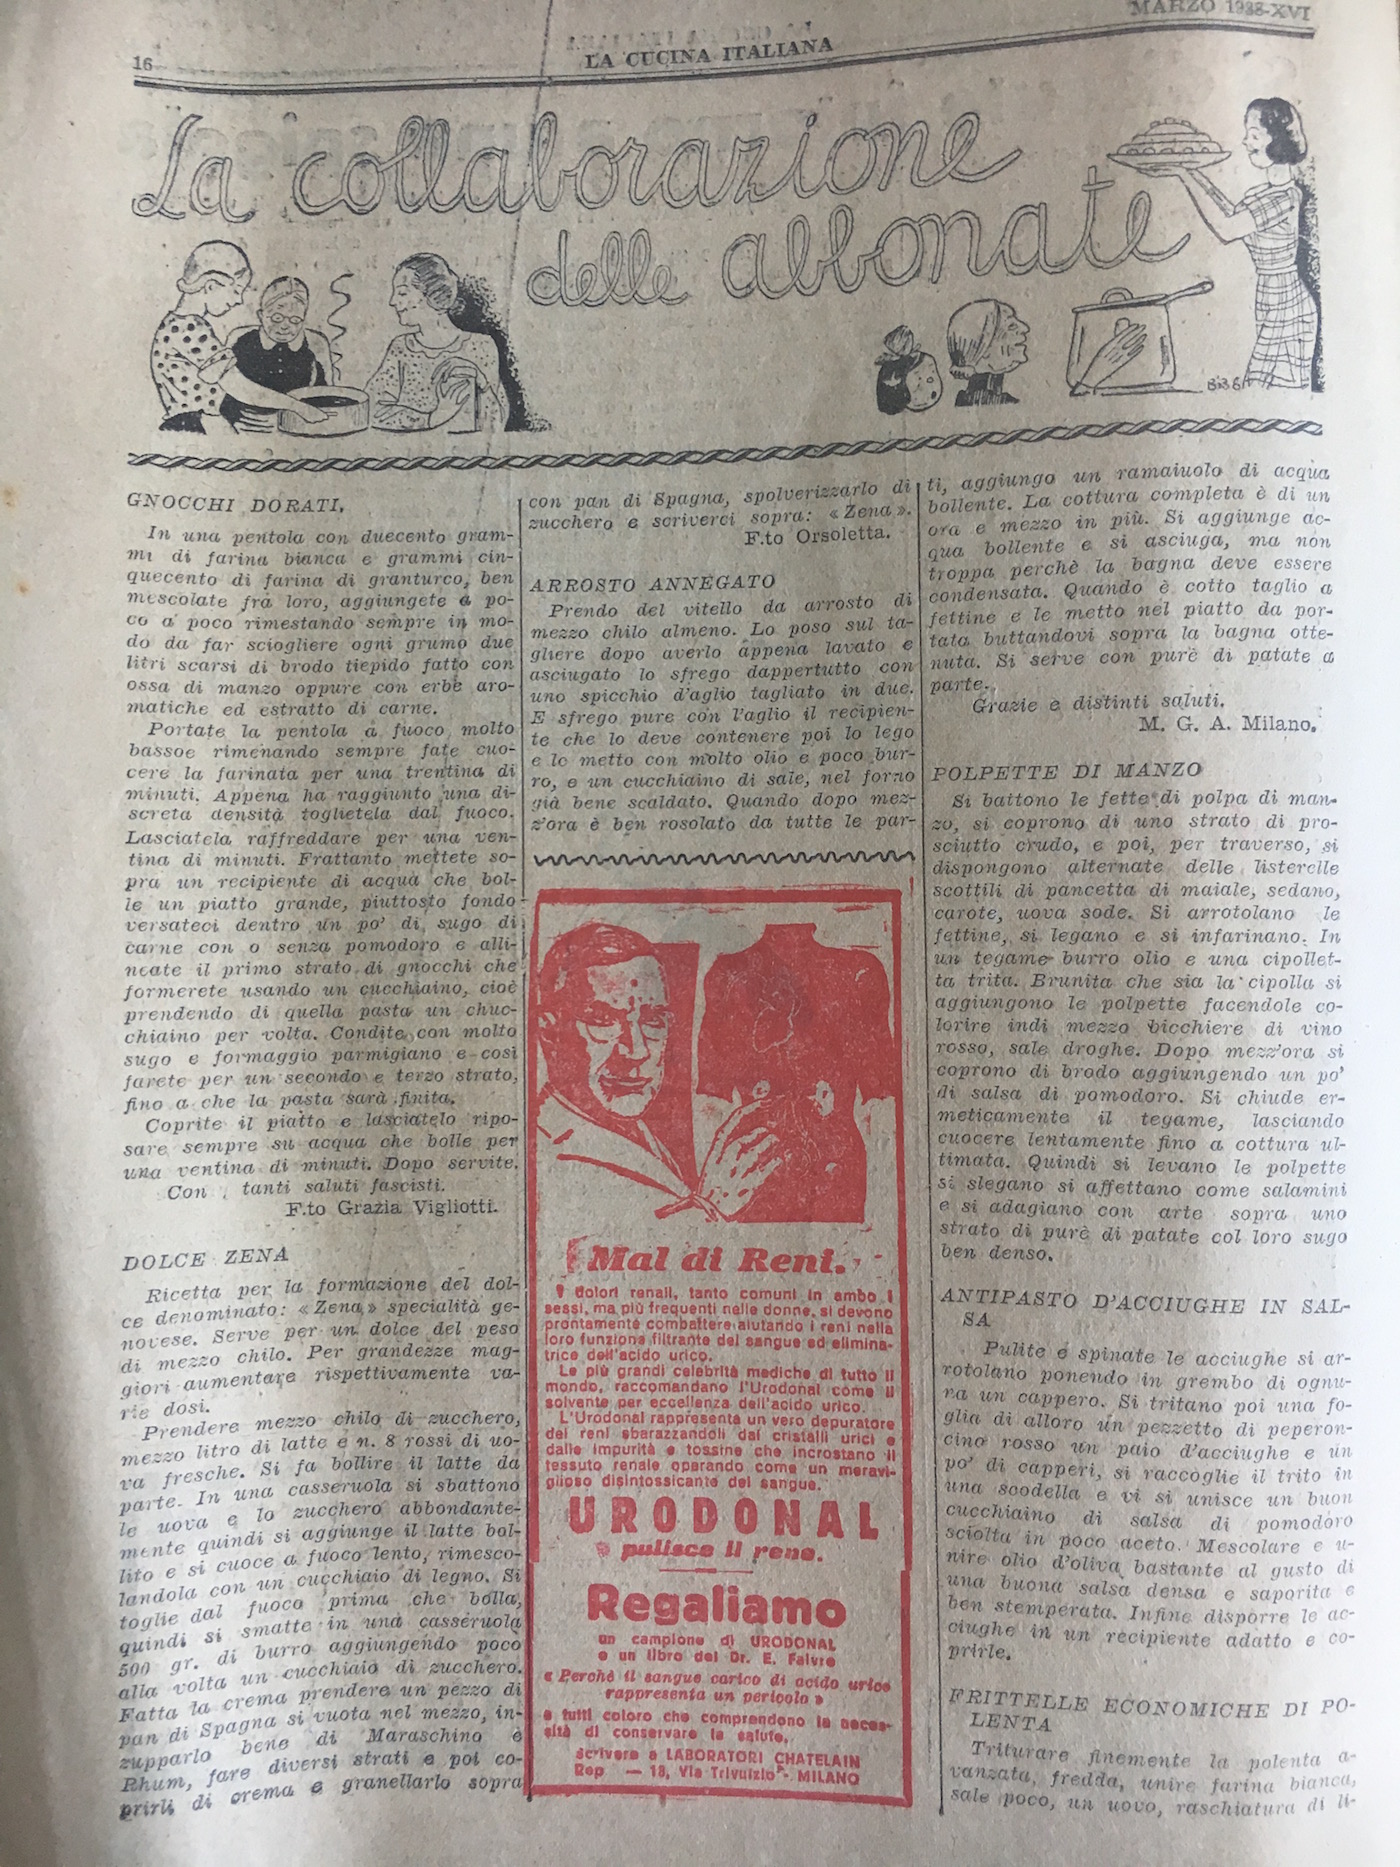 MARZO 1938-XVI
16
LA CUCINA ITALIANA
La collaborazione
delle abbonate
GNOCCHI DORATI.
In una pentola con duecento gram-
mi di farina bianca e grammi cin-
quecento di farina di granturco, ben
mescolate fra loro, aggiungete a po-
co a poco rimestando sempre in mo-
do da far sciogliere ogni grumo due
litri scarsi di brodo tiepido fatto con
ossa di manzo oppure con erbe aro-
matiche ed estratto di carne.
Portate la pentola a fuoco molto
bassoe rimenando sempre fate cuo-
cere la farinata per una trentina di
minuti. Appena ha raggiunto una di-
screta densità toglietela dal fuoco.
Lasciatela raffreddare per una ven-
tina di minuti. Frattanto mettete so-
pra un recipiente di acqua che bol-
le un piatto grande, piuttosto fondo
versateci dentro un po' di sugo di
carne con o senza pomodoro e alli-
neate il primo strato di gnocchi che
formerete usando un cucchiaino, cioè
prendendo di quella pasta un chuc-
chiaino per volta. Condite con molto
sugo e formaggio parmigiano e così
farete per un secondo e terzo strato,
fino a che la pasta sarà finita.
Coprite il piatto e lasciatelo ripo-
sare sempre su acqua che bolle per
una ventina di minuti. Dopo servite.
Con tanti saluti fascisti.
F.to Grazia Vigliotti.
DOLCE ZENA
Ricetta per la formazione del dol-
ce denominato: «Zena» specialità ge-
novese. Serve per un dolce del peso
di mezzo chilo. Per grandezze mag-
giori aumentare rispettivamente va-
rie dosi.
Prendere mezzo chilo di zucchero,
mezzo litro di latte e n. 8 rossi di uo-
va fresche. Si fa bollire il latte da
parte. In una casseruola si sbattono
le uova e lo zucchero abbondante-
mente quindi si aggiunge il latte bol-
lito e si cuoce a fuoco lento, rimesco-
landola con un cucchiaio di legno. Si
toglie dal fuoco prima che bolla,
quindi si smatte in una casseruola
500 gr. di burro aggiungendo poco
alla volta un cucchiaio di zucchero.
Fatta la crema prendere un pezzo di
pan di Spagna si vuota nel mezzo, in-
zupparlo bene di Maraschino e
Rhum, fare diversi strati e poi co-
prirli di crema e granellarlo sopra
con pan di Spagna, spolverizzarlo di
zucchero e scriverci sopra: «Zena».
F.to Orsoletta.
ARROSTO ANNEGATO
Prendo del vitello da arrosto di
mezzo chilo almeno. Lo poso sul ta-
gliere dopo averlo appena lavato e
asciugato lo sfrego dappertutto con
uno spicchio d'aglio tagliato in due.
E sfrego pure con l'aglio il recipien-
te che lo deve contenere poi lo lego
e lo metto con molto olio e poco bur-
ro, e un cucchiaino di sale, nel forno
già bene scaldato. Quando dopo mez-
z'ora è ben rosolato da tutte le par-
Mal di Reni.
I dolori renali, tanto comuni in ambo i
sessi, ma più frequenti nelle donne, si devono
prontamente combattere aiutando i reni nella
loro funzione filtrante del sangue ed elimina-
trice dell'acido urico.
Le più grandi celebrità mediche di tutto il
mondo, raccomandano l'Urodonal come il
solvente per eccellenza dell'acido urico.
L'Urodonal rappresenta un vero depuratore
dei reni sbarazzandoli dai cristalli urici e
dalle impurità e tossine che incrostano il
tessuto renale operando come un meravi-
glioso disintossicante del sangue.
URODONAL
pulisce il rene.
Regaliamo
un campione di URODONAL
e un libro del Dr. E. Faivre
«Perchè il sangue carico di acido urico
rappresenta un pericolo»
a tutti coloro che comprendono la neces-
sità di conservare la salute.
Scrivere a LABORATORI CHATELAIN
Rep — 18, Via Trivulzio - MILANO
ti, aggiungo un ramaiuolo di acqua
bollente. La cottura completa è di un
ora e mezzo in più. Si aggiunge ac-
qua bollente e si asciuga, ma non
troppa perchè la bagna deve essere
condensata. Quando è cotto taglio a
fettine e le metto nel piatto da por-
tata buttandovi sopra la bagna otte-
nuta. Si serve con purè di patate a
parte.
Grazie e distinti saluti.
M. G. A. Milano.
POLPETTE DI MANZO
Si battono le fette di polpa di man-
zo, si coprono di uno strato di pro-
sciutto crudo, e poi, per traverso, si
dispongono alternate delle listerelle
scottili di pancetta di maiale, sedano,
carote, uova sode. Si arrotolano le
fettine, si legano e si infarinano. In
un tegame burro olio e una cipollet-
ta trita. Brunita che sia la cipolla si
aggiungono le polpette facendole co-
lorire indi mezzo bicchiere di vino
rosso, sale droghe. Dopo mezz'ora si
coprono di brodo aggiungendo un po'
di salsa di pomodoro. Si chiude er-
meticamente il tegame, lasciando
cuocere lentamente fino a cottura ul-
timata. Quindi si levano le polpette
si slegano si affettano come salamini
e si adagiano con arte sopra uno
strato di purè di patate col loro sugo
ben denso.
ANTIPASTO D'ACCIUGHE IN SAL-
SA
Pulite e spinate le acciughe si ar-
rotolano ponendo in grembo di ognu-
na un cappero. Si tritano poi una fo-
glia di alloro un pezzetto di peperon-
cino rosso un paio d'acciughe e un
po' di capperi, si raccoglie il trito in
una scodella e vi si unisce un buon
cucchiaino di salsa di pomodoro
sciolta in poco aceto. Mescolare e u-
nire olio d'oliva bastante al gusto di
una buona salsa densa e saporita e
ben stemperata. Infine disporre le ac-
ciughe in un recipiente adatto e co-
prirle.
FRITTELLE ECONOMICHE DI PO-
LENTA
Triturare finemente la polenta a-
vanzata, fredda, unire farina bianca,
sale poco, un uovo, raschiatura di li-